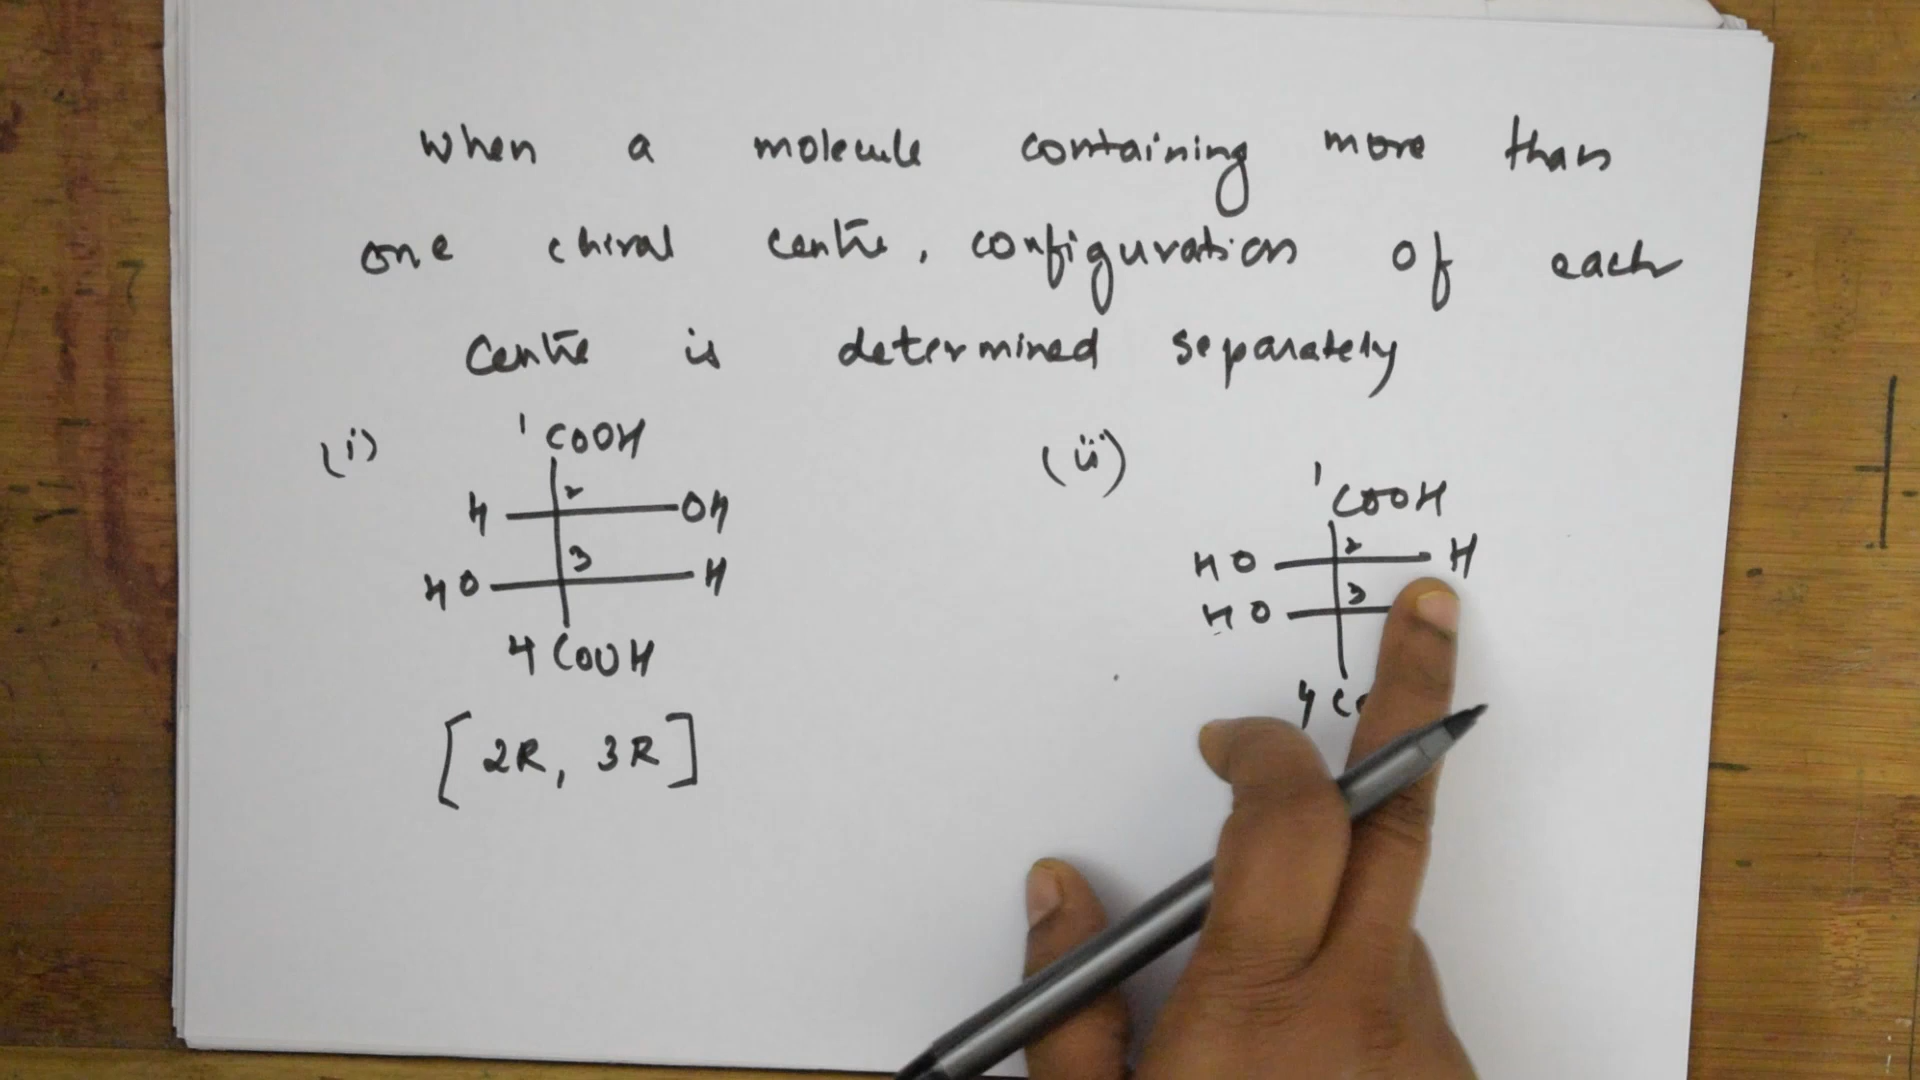 When a molecule containing more than
one chiral centre, configuration of each
centre is determined separately
(i)
1 COOH
H 2 OH
HO 3 H
4 COOH
[2R, 3R]
(ii)
1 COOH
HO 2 H
HO 3
4